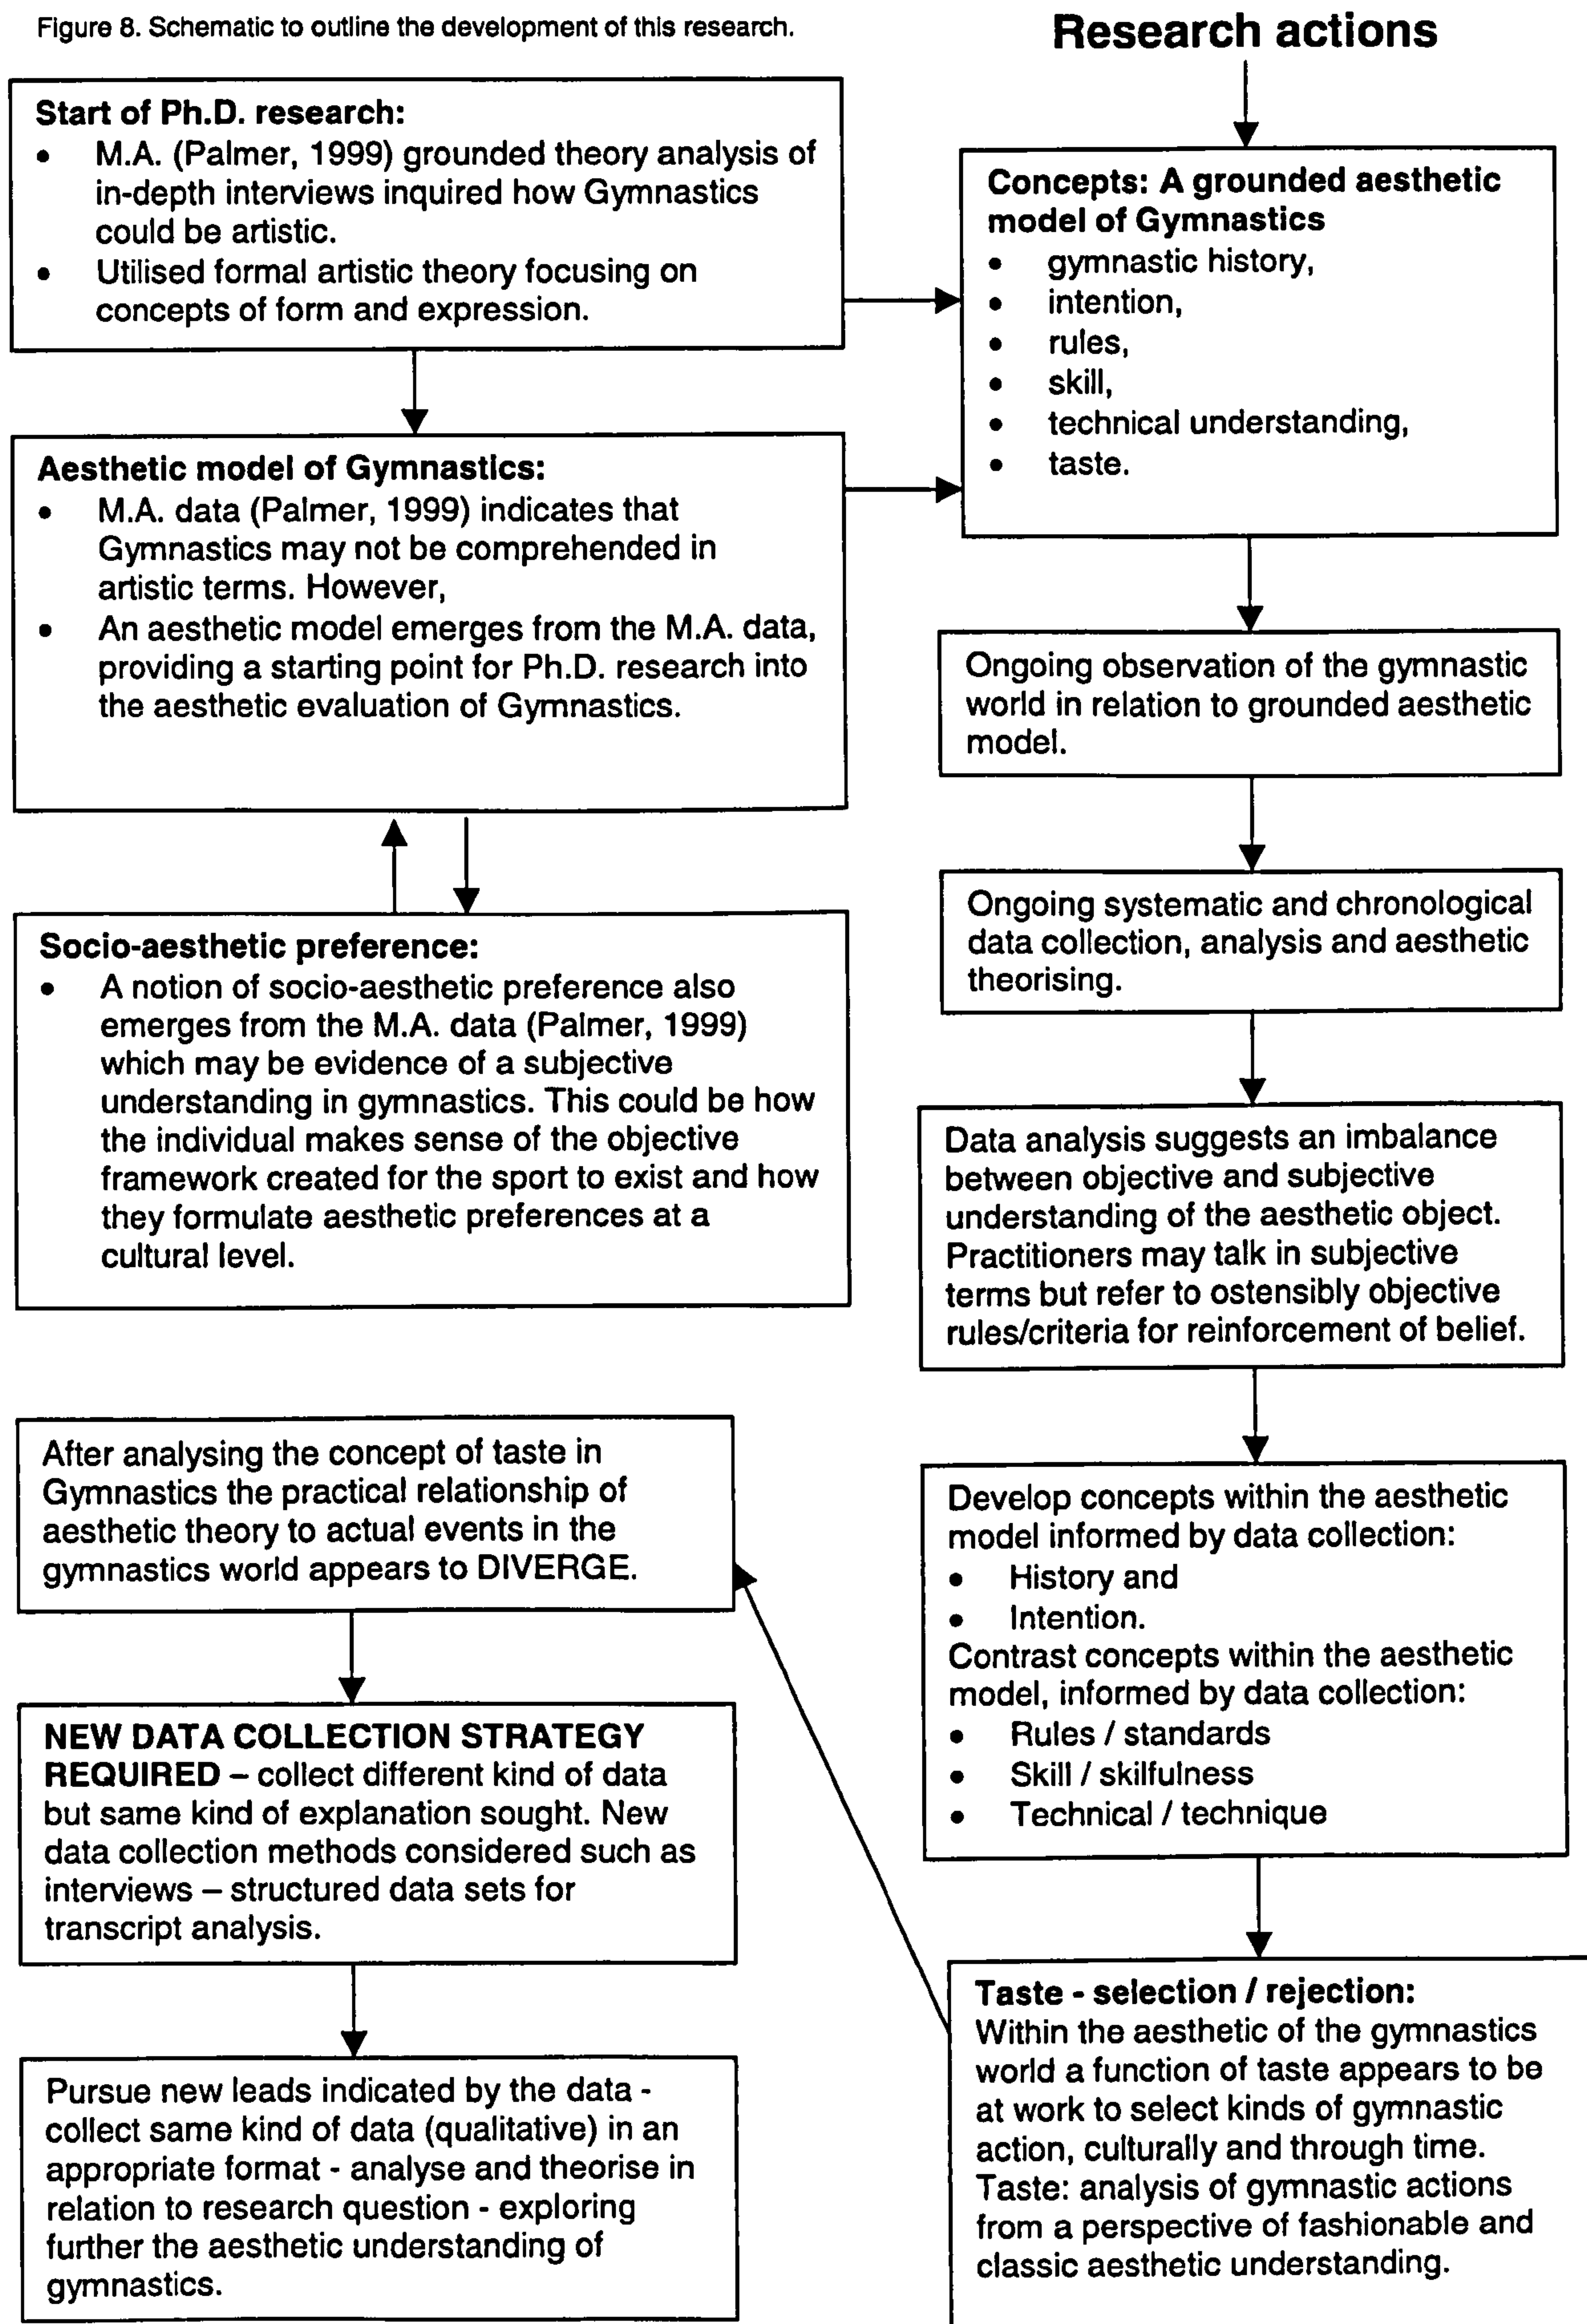 Figure 8. Schematic to outline the development of this research.
Research actions
Start of Ph.D. research:
• M.A. (Palmer, 1999) grounded theory analysis of
in-depth interviews inquired how Gymnastics
could be artistic.
• Utilised formal artistic theory focusing on
concepts of form and expression.
Aesthetic model of Gymnastics:
• M.A. data (Palmer, 1999) indicates that
Gymnastics may not be comprehended in
artistic terms. However,
• An aesthetic model emerges from the M.A. data,
providing a starting point for Ph.D. research into
the aesthetic evaluation of Gymnastics.
Socio-aesthetic preference:
• A notion of socio-aesthetic preference also
emerges from the M.A. data (Palmer, 1999)
which may be evidence of a subjective
understanding in gymnastics. This could be how
the individual makes sense of the objective
framework created for the sport to exist and how
they formulate aesthetic preferences at a
cultural level.
Concepts: A grounded aesthetic
model of Gymnastics
• gymnastic history,
• intention,
• rules,
• skill,
• technical understanding,
• taste.
Ongoing observation of the gymnastic
world in relation to grounded aesthetic
model.
Ongoing systematic and chronological
data collection, analysis and aesthetic
theorising.
Data analysis suggests an imbalance
between objective and subjective
understanding of the aesthetic object.
Practitioners may talk in subjective
terms but refer to ostensibly objective
rules/criteria for reinforcement of belief.
Develop concepts within the aesthetic
model informed by data collection:
• History and
• Intention.
Contrast concepts within the aesthetic
model, informed by data collection:
• Rules / standards
• Skill / skilfulness
• Technical / technique
Taste - selection / rejection:
Within the aesthetic of the gymnastics
world a function of taste appears to be
at work to select kinds of gymnastic
action, culturally and through time.
Taste: analysis of gymnastic actions
from a perspective of fashionable and
classic aesthetic understanding.
After analysing the concept of taste in
Gymnastics the practical relationship of
aesthetic theory to actual events in the
gymnastics world appears to DIVERGE.
NEW DATA COLLECTION STRATEGY
REQUIRED – collect different kind of data
but same kind of explanation sought. New
data collection methods considered such as
interviews – structured data sets for
transcript analysis.
Pursue new leads indicated by the data -
collect same kind of data (qualitative) in an
appropriate format - analyse and theorise in
relation to research question - exploring
further the aesthetic understanding of
gymnastics.